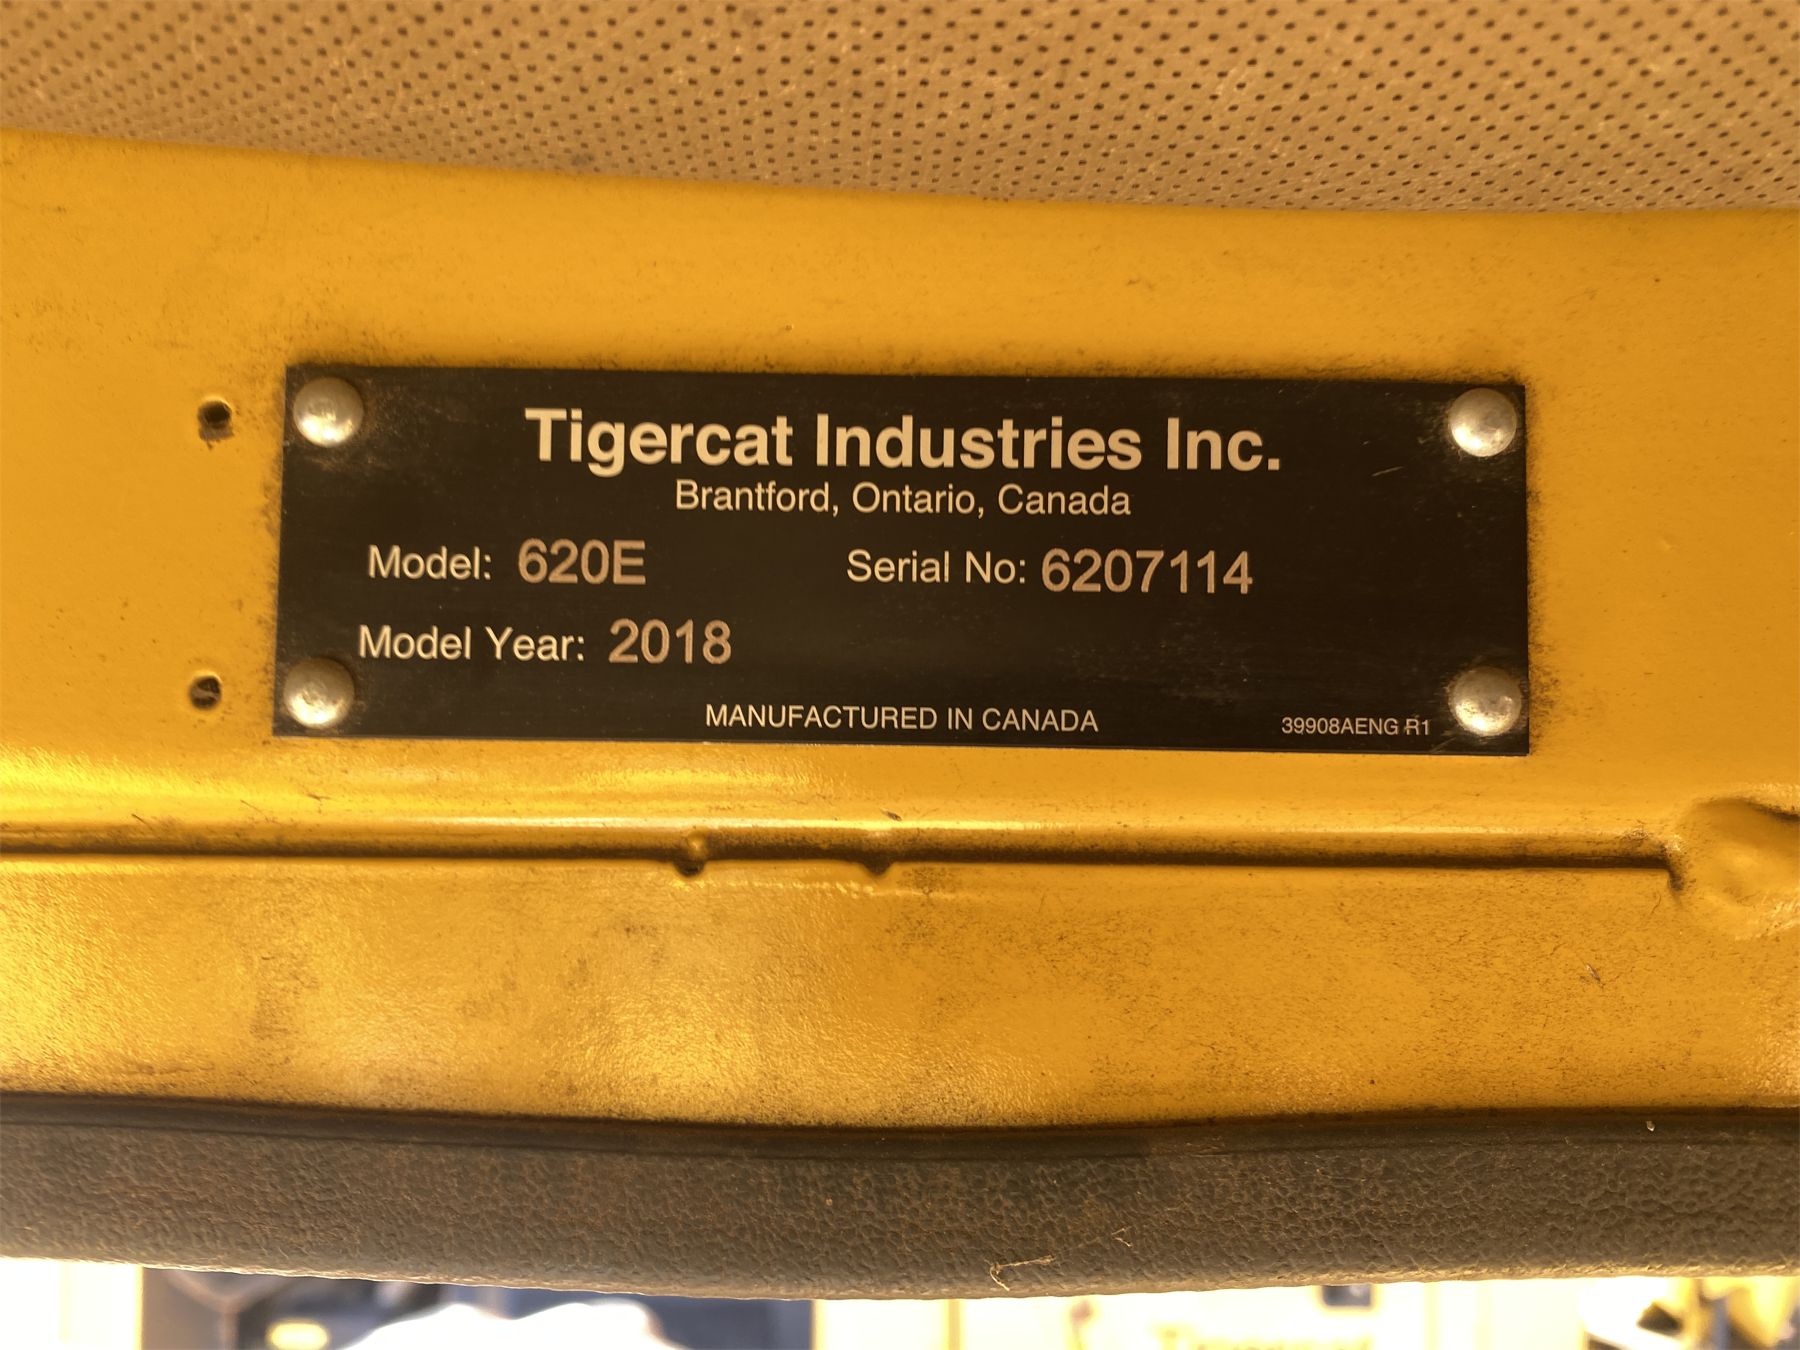 Tigercat Industries Inc.
Brantford, Ontario, Canada
Model: 620E Serial No: 6207114
Model Year: 2018
MANUFACTURED IN CANADA 39908AENG R1